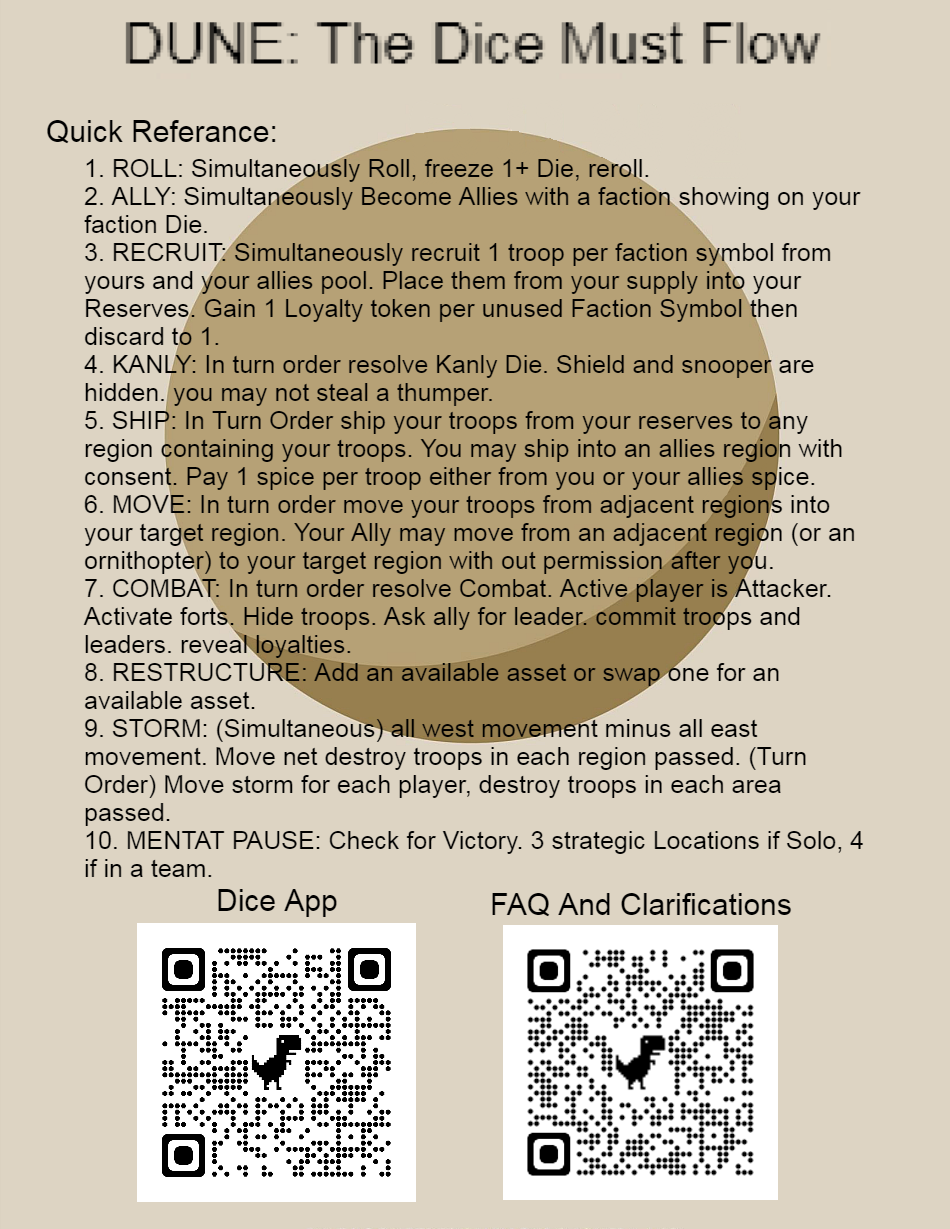 DUNE: The Dice Must Flow
Quick Referance:
1. ROLL: Simultaneously Roll, freeze 1+ Die, reroll.
2. ALLY: Simultaneously Become Allies with a faction showing on your
faction Die.
3. RECRUIT: Simultaneously recruit 1 troop per faction symbol from
yours and your allies pool. Place them from your supply into your
Reserves. Gain 1 Loyalty token per unused Faction Symbol then
discard to 1.
4. KANLY: In turn order resolve Kanly Die. Shield and snooper are
hidden. you may not steal a thumper.
5. SHIP: In Turn Order ship your troops from your reserves to any
region containing your troops. You may ship into an allies region with
consent. Pay 1 spice per troop either from you or your allies spice.
6. MOVE: In turn order move your troops from adjacent regions into
your target region. Your Ally may move from an adjacent region (or an
ornithopter) to your target region with out permission after you.
7. COMBAT: In turn order resolve Combat. Active player is Attacker.
Activate forts. Hide troops. Ask ally for leader. commit troops and
leaders. reveal loyalties.
8. RESTRUCTURE: Add an available asset or swap one for an
available asset.
9. STORM: (Simultaneous) all west movement minus all east
movement. Move net destroy troops in each region passed. (Turn
Order) Move storm for each player, destroy troops in each area
passed.
10. MENTAT PAUSE: Check for Victory. 3 strategic Locations if Solo, 4
if in a team.
Dice App
FAQ And Clarifications